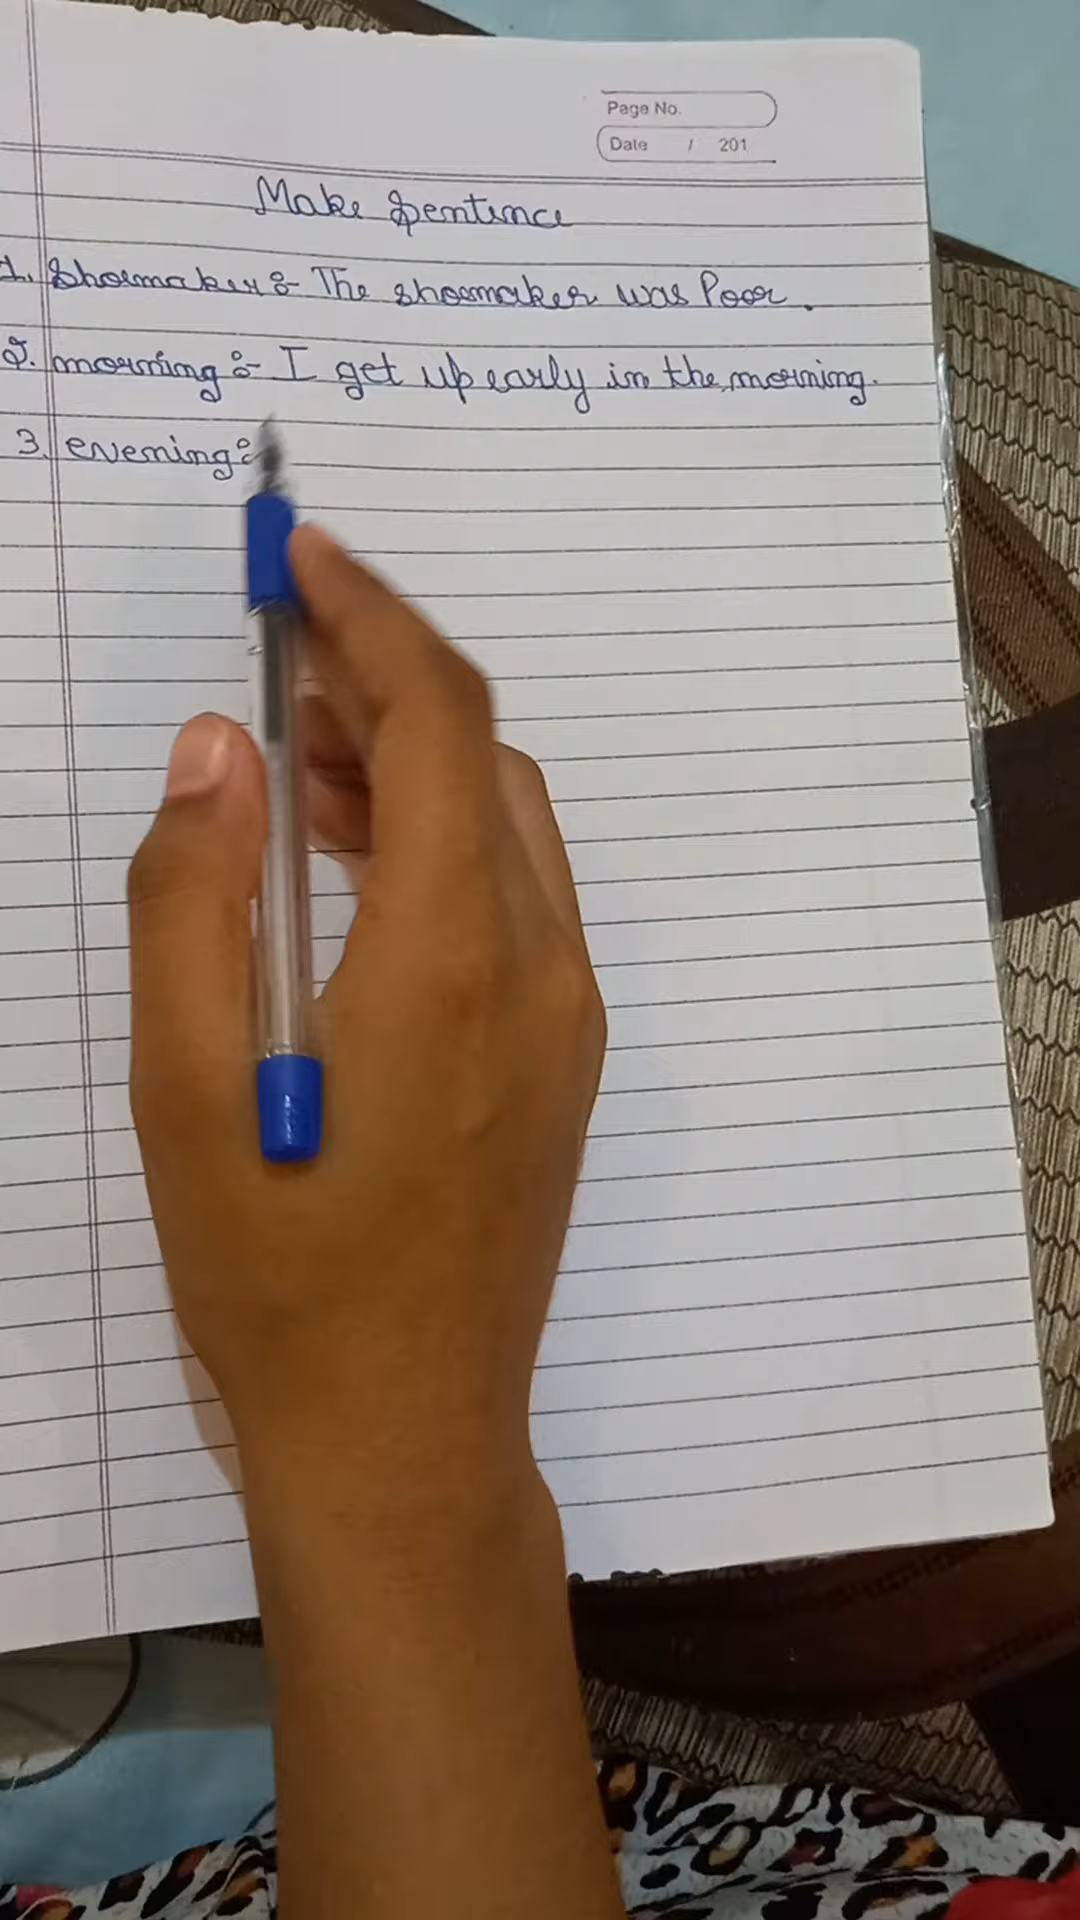 Page No.
Date / 201
Make Sentence
1. Shoemaker:- The shoemaker was Poor.
2. morning:- I get up early in the morning.
3. evening: